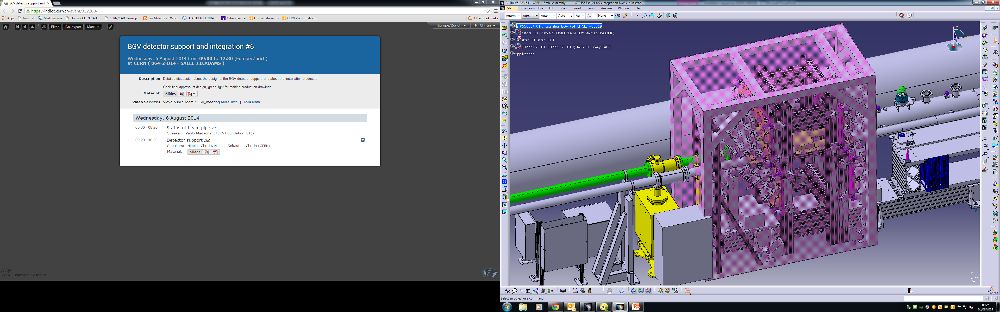 BGV detector support and
https://indico.cern.ch/event/332200/
Apps New Tab Mail gessiens Home - CERN CAD ... CERN/CAD Home p... Les Malatini en Vadr... USABIKETOUR2014 |... Yahoo France Find old drawings CERN Vacuum desig... Other bookmarks
Filter iCal export More Europe/Zurich N. Chritin
BGV detector support and integration #6
Wednesday, 6 August 2014 from 09:00 to 12:30 (Europe/Zurich)
at CERN ( 864-2-B14 - SALLE J.B.ADAMS )
Description Detailed discussion about the design of the BGV detector support and about the installation prodecure.
Goal: final approval of design, green light for making production drawings.
Material: Slides
Video Services Vidyo public room : BGV_meeting More Info | Join Now!
Wednesday, 6 August 2014
09:00 - 09:20 Status of beam pipe 20'
Speaker: Paolo Magagnin (TERA Foundation (IT))
09:20 - 10:20 Detector support 1h0'
Speakers: Nicolas Chritin, Nicolas Sebastien Chritin (CERN)
Material: Slides
Powered by Indico
CATIA V5 R23 64 - CERN : Small Assembly - - - [ST0556334_01 a.03 Integration BGV 7L4 In Work]
Start SmarTeam File Edit View Insert Tools Analyze Window Help
Autom. Auto Auto Auto Aut Aut None
ST0556334_01 Integration BGV 7L4 LHCLJ_4U0019
before LS1 (View 632 DMU 7L4 STUDY Start at Closest IP)
after LS1 (after LS1.1)
ST0559020_01 (ST0559020_01.1) 1407 Fil survey C4L7
Applications
z
z
y
x
ABC
f(x)
CATIA
Select an object or a command
08:26
06/08/2014